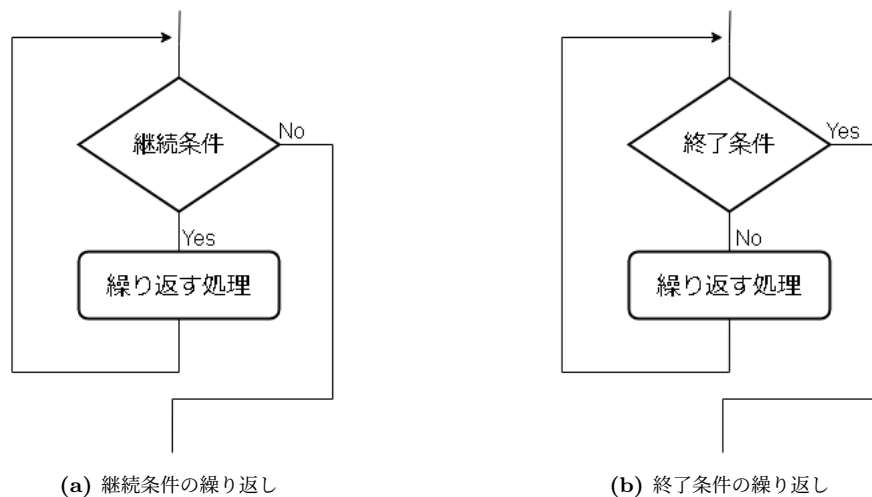 継続条件
No
Yes
繰り返す処理
(a) 継続条件の繰り返し
終了条件
Yes
No
繰り返す処理
(b) 終了条件の繰り返し